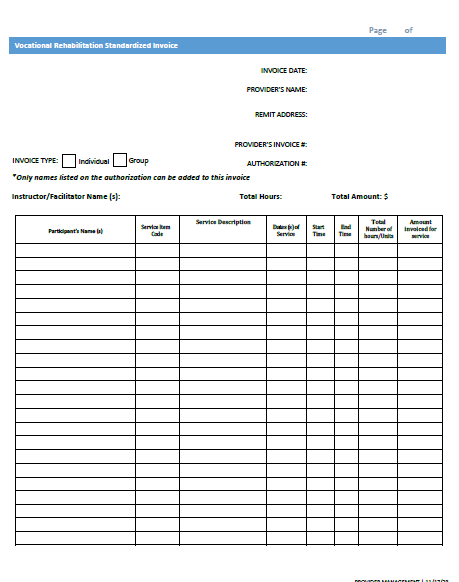 Page of
Vocational Rehabilitation Standardized Invoice
INVOICE DATE:
PROVIDER'S NAME:
REMIT ADDRESS:
PROVIDER'S INVOICE #:
INVOICE TYPE: Individual Group
AUTHORIZATION #:
*Only names listed on the authorization can be added to this invoice
Instructor/Facilitator Name (s): Total Hours: Total Amount: $
Participant's Name (s)
Service Item
Code
Service Description
Dates (s) of
Service
Start
Time
End
Time
Total
Number of
hours/Units
Amount
invoiced for
service
PROVIDER MANAGEMENT |